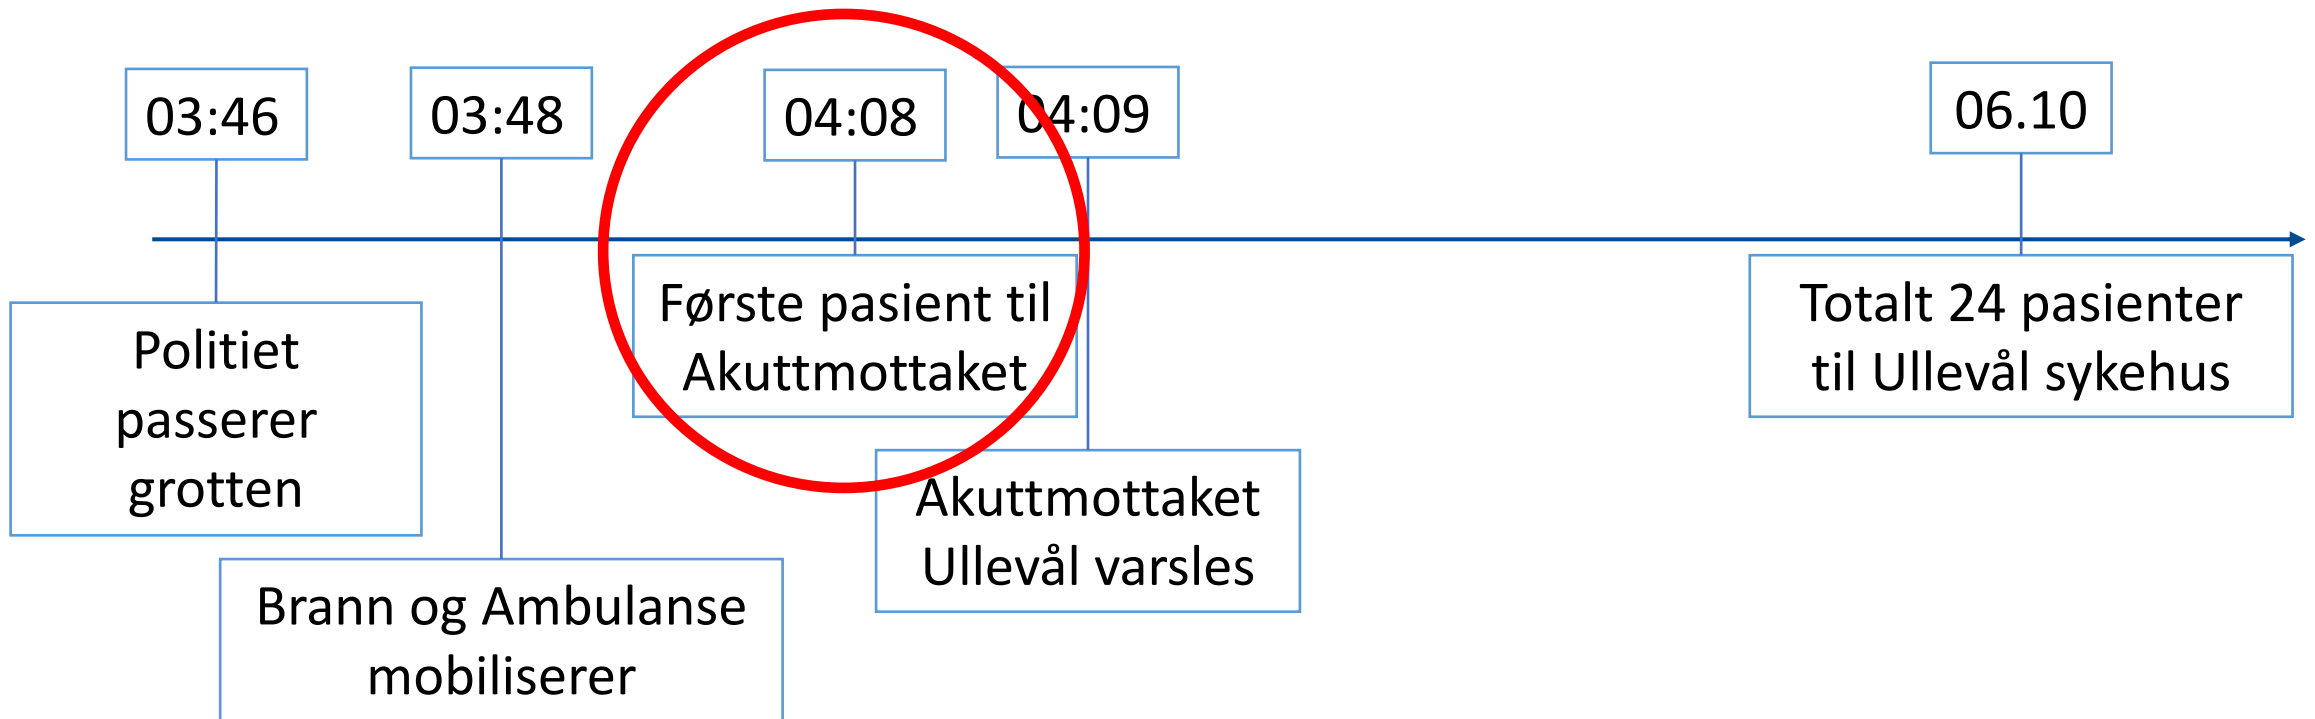 03:46
03:48
04:08
04:09
06.10
Politiet
passerer
grotten
Brann og Ambulanse
mobiliserer
Første pasient til
Akuttmottaket
Akuttmottaket
Ullevål varsles
Totalt 24 pasienter
til Ullevål sykehus